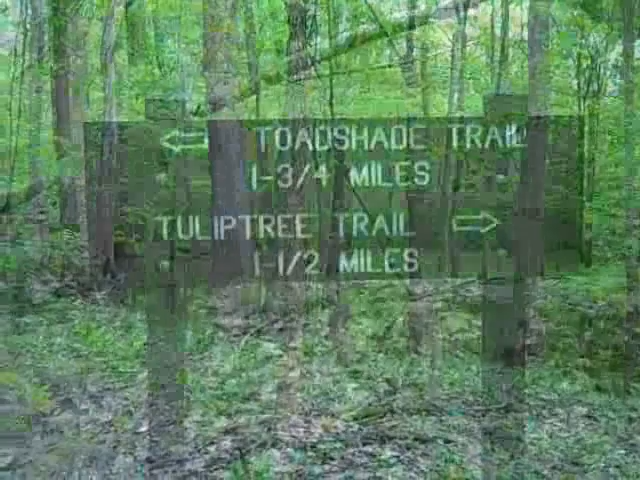 TOADSHADE TRAIL
1-3/4 MILES
TULIPTREE TRAIL
1-1/2 MILES